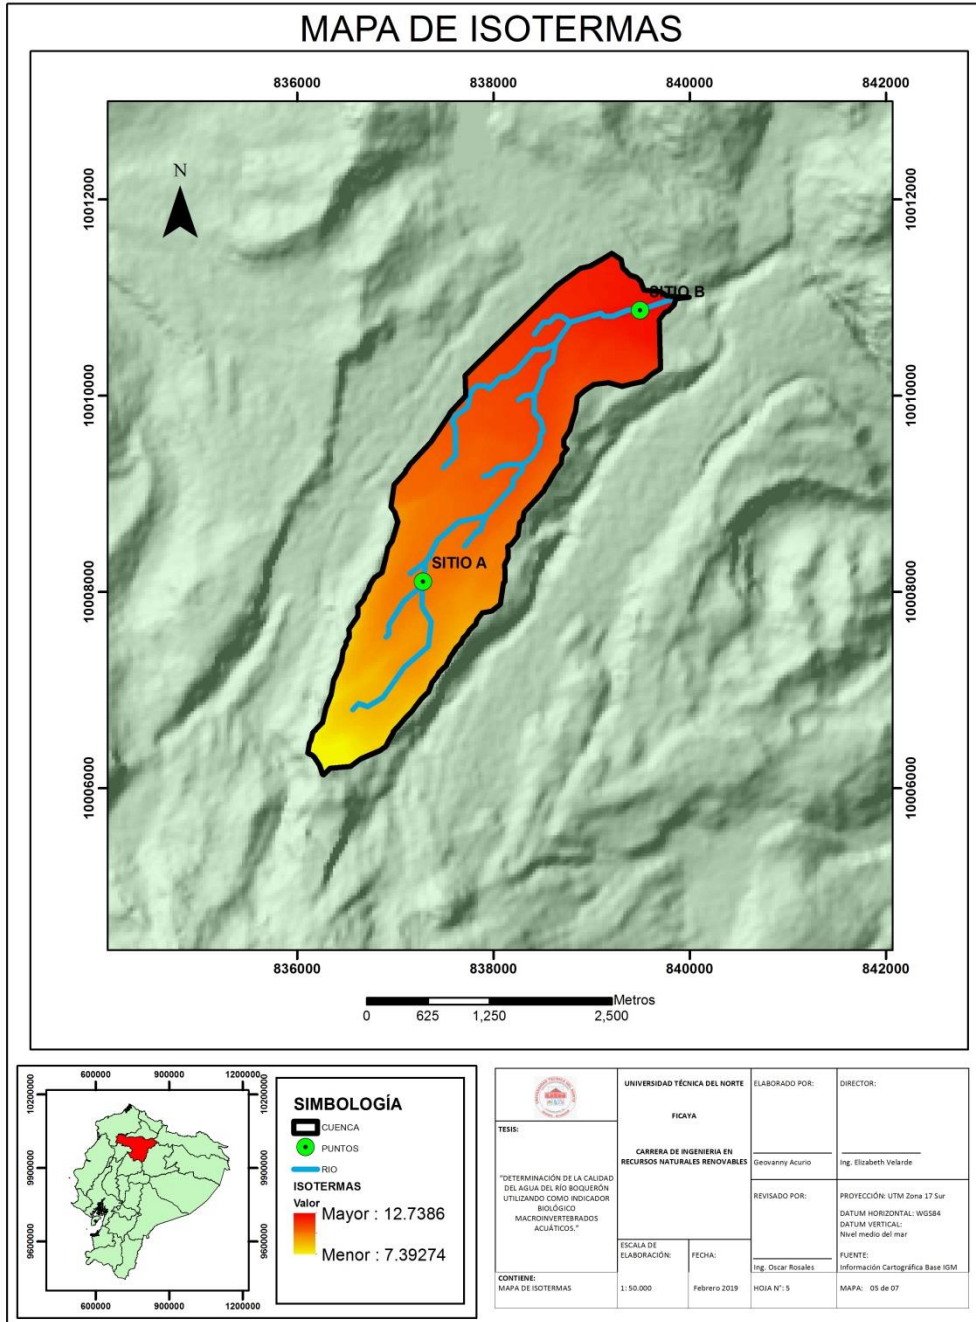 MAPA DE ISOTERMAS
836000 838000 840000 842000
N
10012000
10010000
10008000
10006000
10012000
10010000
10008000
10006000
SITIO B
SITIO A
836000 838000 840000 842000
Metros
0 625 1,250 2,500
600000 900000 1200000
9900000
9600000
9900000
9600000
600000 900000 1200000
SIMBOLOGÍA
CUENCA
PUNTOS
RIO
ISOTERMAS
Valor
Mayor : 12.7386
Menor : 7.39274
TESIS:
"DETERMINACIÓN DE LA CALIDAD
DEL AGUA DEL RÍO BOQUERÓN
UTILIZANDO COMO INDICADOR
BIOLÓGICO
MACROINVERTEBRADOS
ACUÁTICOS."
CONTIENE:
MAPA DE ISOTERMAS
UNIVERSIDAD TÉCNICA DEL NORTE
FICAYA
CARRERA DE INGENIERIA EN
RECURSOS NATURALES RENOVABLES
ESCALA DE
ELABORACIÓN:
1: 50.000
FECHA:
Febrero 2019
ELABORADO POR:
Geovanny Acurio
REVISADO POR:
Ing. Oscar Rosales
HOJA N°: 5
DIRECTOR:
Ing. Elizabeth Velarde
PROYECCIÓN: UTM Zona 17 Sur
DATUM HORIZONTAL: WGS84
DATUM VERTICAL:
Nivel medio del mar
FUENTE:
Información Cartográfica Base IGM
MAPA: 05 de 07